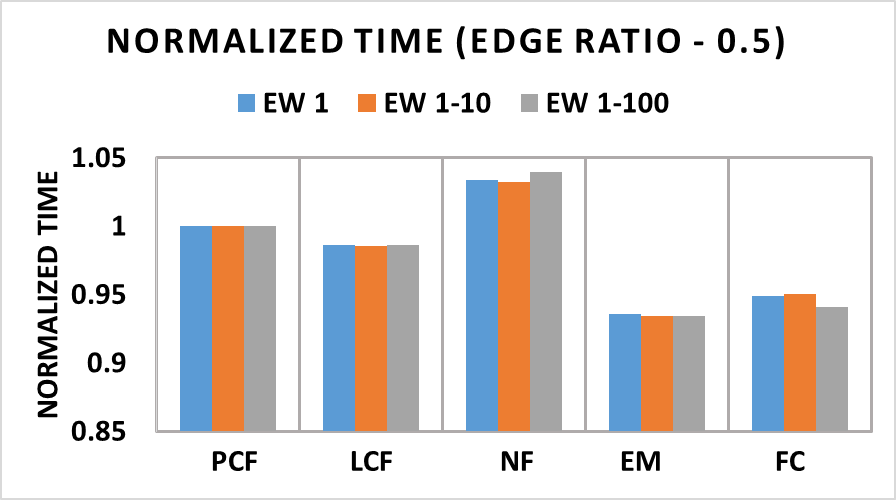 NORMALIZED TIME (EDGE RATIO - 0.5)
EW 1 EW 1-10 EW 1-100
NORMALIZED TIME
1.05
1
0.95
0.9
0.85
PCF LCF NF EM FC